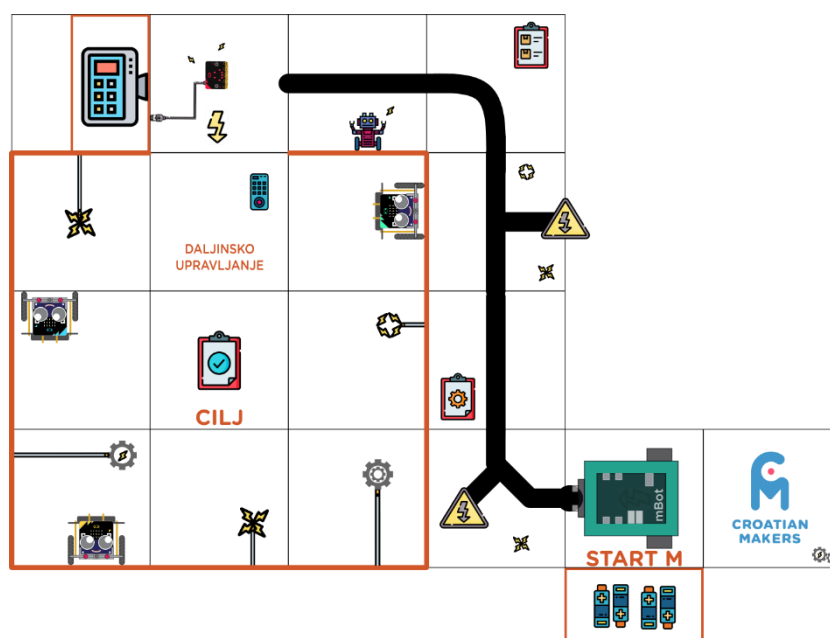 DALJINSKO
UPRAVLJANJE
CILJ
mBot
START M
CROATIAN
MAKERS